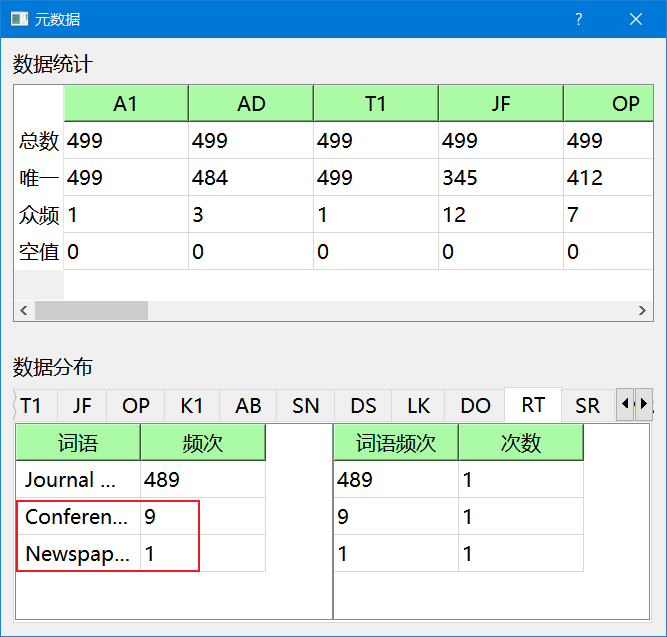 元数据 ?
数据统计
A1 AD T1 JF OP
总数 499 499 499 499 499
唯一 499 484 499 345 412
众频 1 3 1 12 7
空值 0 0 0 0 0
数据分布
T1 JF OP K1 AB SN DS LK DO RT SR
词语 频次 词语频次 次数
Journal ... 489 489 1
Conferen... 9 9 1
Newspap... 1 1 1